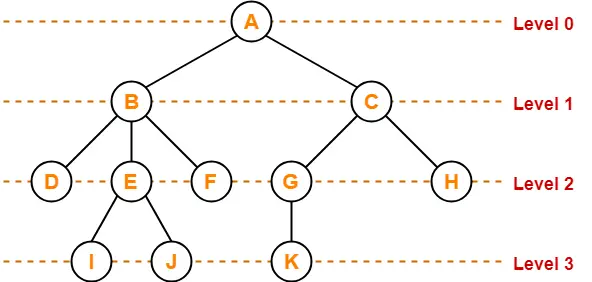 A Level 0
B C Level 1
D E F G H Level 2
I J K Level 3